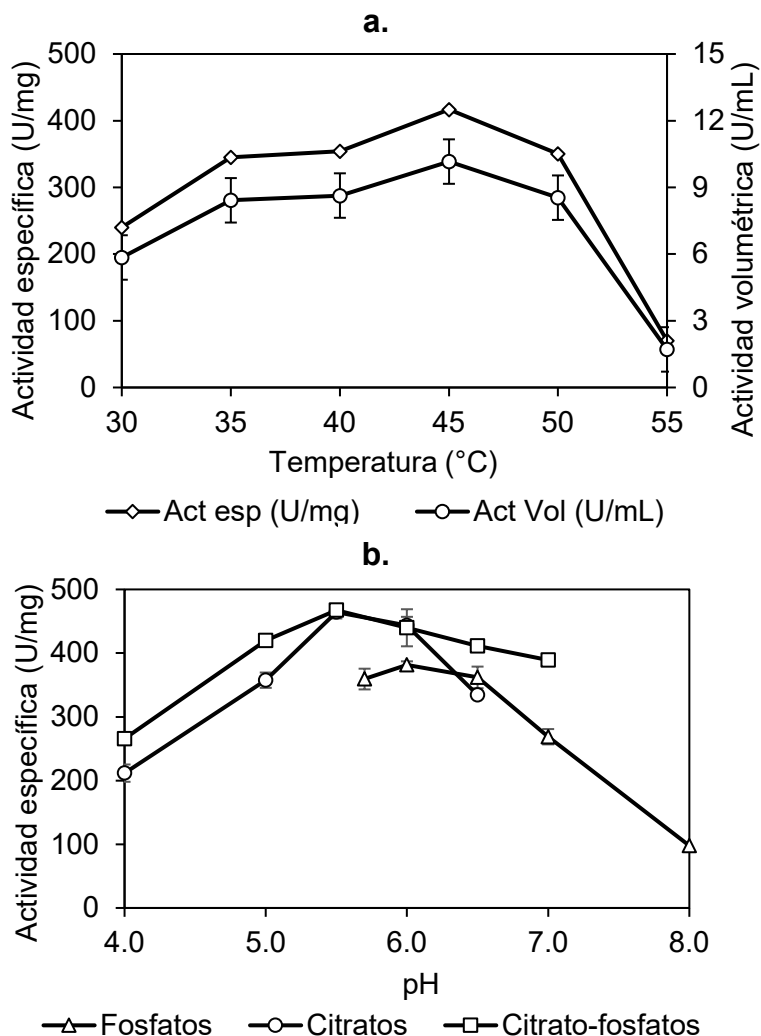 a.
Actividad específica (U/mg)
500
400
300
200
100
0
15
12
9
6
3
0
Actividad volumétrica (U/mL)
30 35 40 45 50 55
Temperatura (°C)
Act esp (U/mg) Act Vol (U/mL)
b.
Actividad específica (U/mg)
500
400
300
200
100
0
4.0 5.0 6.0 7.0 8.0
pH
Fosfatos Citratos Citrato-fosfatos